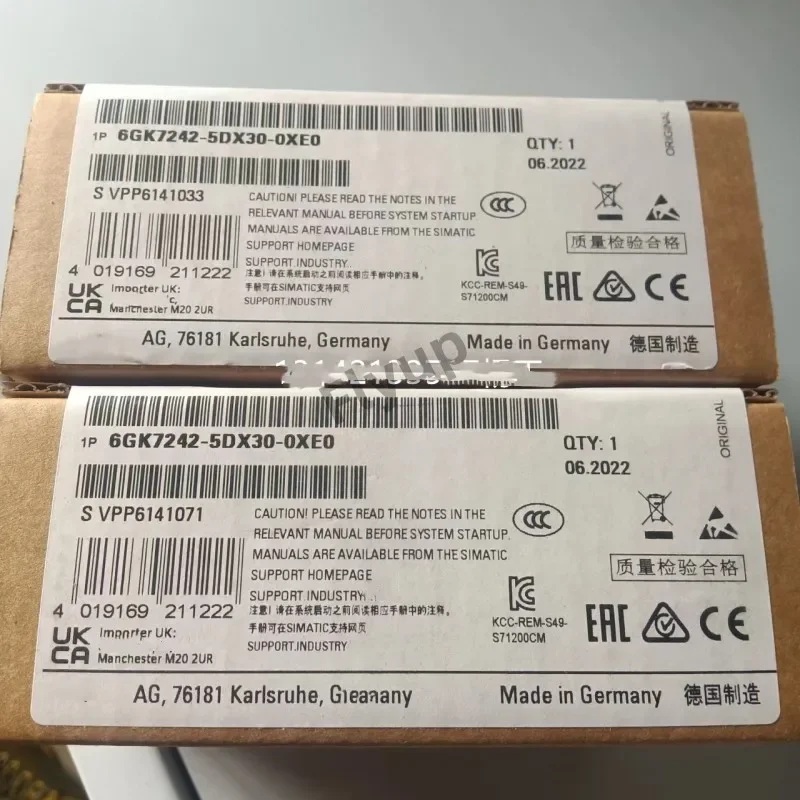 1P 6GK7242-5DX30-0XE0
QTY: 1
06.2022
ORIGINAL
S VPP6141033
CAUTION! PLEASE READ THE NOTES IN THE
RELEVANT MANUAL BEFORE SYSTEM STARTUP
MANUALS ARE AVAILABLE FROM THE SIMATIC
SUPPORT HOMEPAGE
SUPPORT.INDUSTRY.
注意! 请在系统启动之前阅读相应手册中的注释。
手册可在SIMATIC支持网页
SUPPORT.INDUSTRY
CCC
质量检验合格
KCC-REM-S49-
S71200CM
EAC
CE
4 019169 211222
UK
CA
Importer UK:
Manchester M20 2UR
AG, 76181 Karlsruhe, Germany
Made in Germany 德国制造
Flyup
1P 6GK7242-5DX30-0XE0
QTY: 1
06.2022
ORIGINAL
S VPP6141071
CAUTION! PLEASE READ THE NOTES IN THE
RELEVANT MANUAL BEFORE SYSTEM STARTUP.
MANUALS ARE AVAILABLE FROM THE SIMATIC
SUPPORT HOMEPAGE
SUPPORT.INDUSTRY
注意! 请在系统启动之前阅读相应手册中的注释。
手册可在SIMATIC支持网页
SUPPORT.INDUSTRY
CCC
质量检验合格
KCC-REM-S49-
S71200CM
EAC
CE
4 019169 211222
UK
CA
Importer UK:
Manchester M20 2UR
AG, 76181 Karlsruhe,
Made in Germany 德国制造